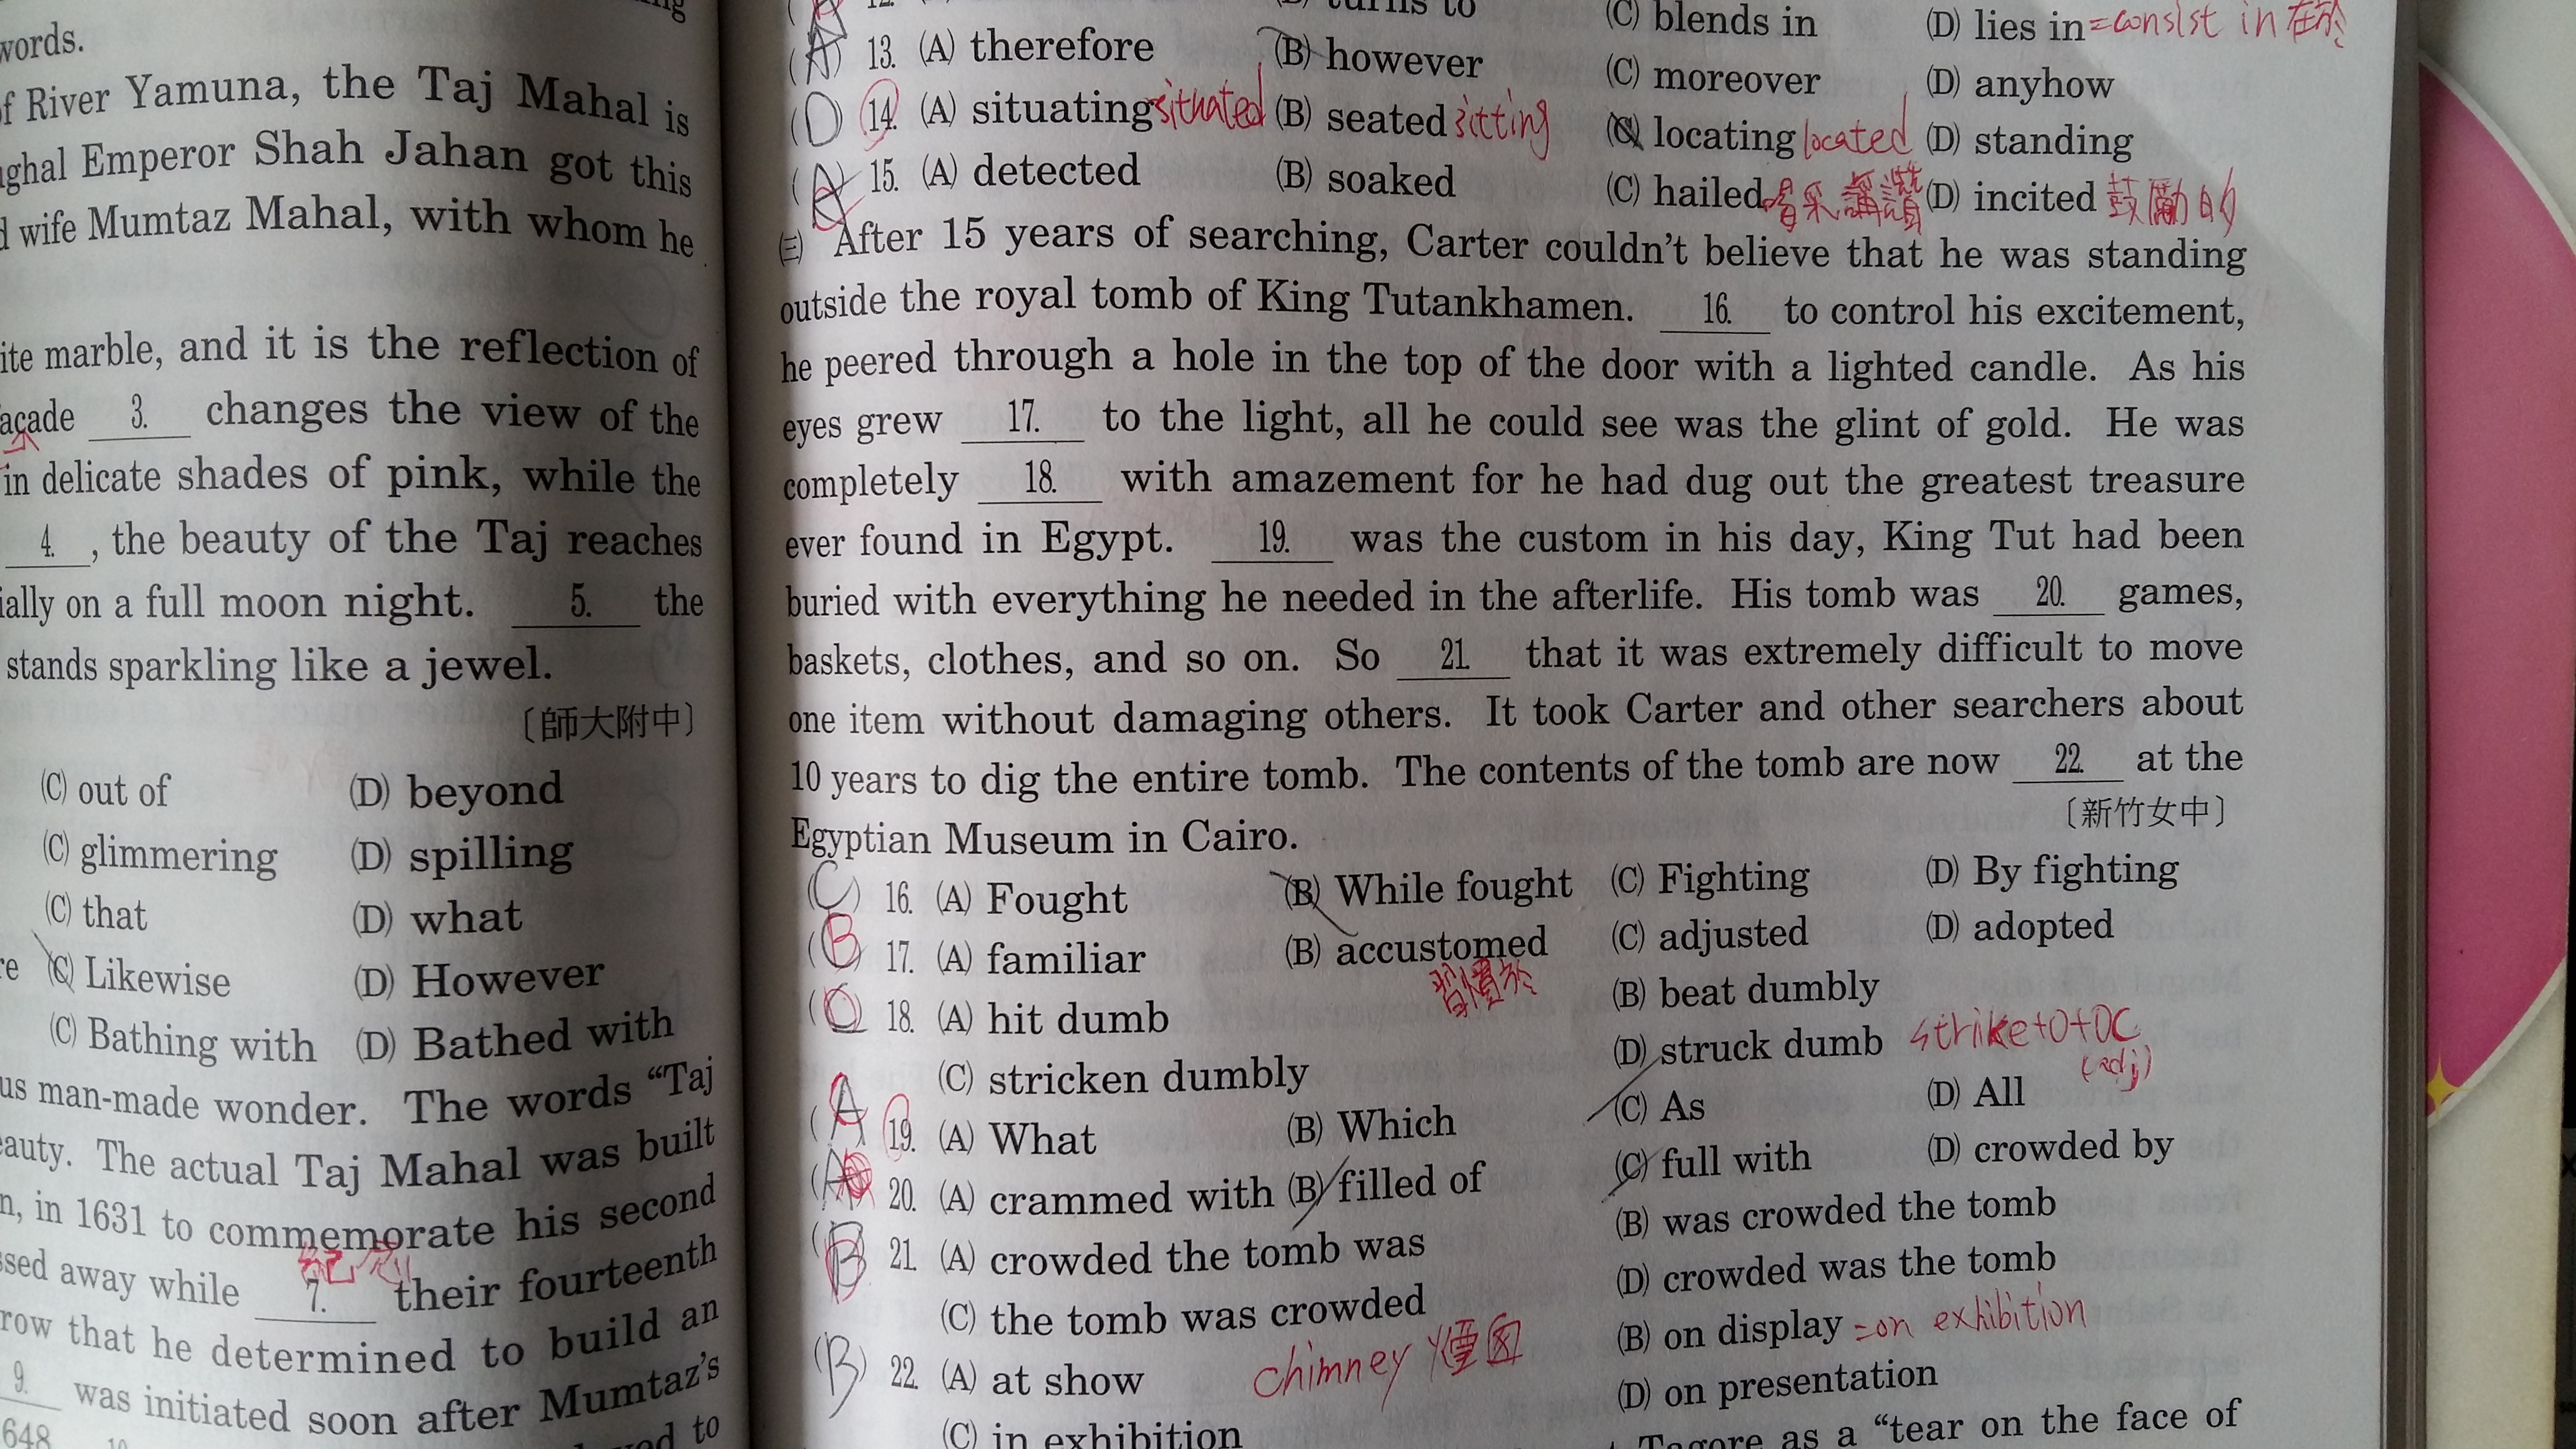 words.
of River Yamuna, the Taj Mahal is
ghal Emperor Shah Jahan got this
wife Mumtaz Mahal, with whom he
ite marble, and it is the reflection of
açade 3. changes the view of the
in delicate shades of pink, while the
4. , the beauty of the Taj reaches
ially on a full moon night. 5. the
stands sparkling like a jewel.
〔師大附中〕
(C) out of (D) beyond
(C) glimmering (D) spilling
(C) that (D) what
re (C) Likewise (D) However
(C) Bathing with (D) Bathed with
us man-made wonder. The words “Taj
eauty. The actual Taj Mahal was built
n, in 1631 to commemorate his second
紀念
ssed away while 7. their fourteenth
row that he determined to build an
9. was initiated soon after Mumtaz’s
648 10 to
12. turns to (C) blends in (D) lies in =consist in 在於
(A) 13. (A) therefore (B) however (C) moreover (D) anyhow
(D) 14. (A) situating situated (B) seated sitting (C) locating located (D) standing
15. (A) detected (B) soaked (C) hailed 喝采 (D) incited 鼓勵的
㈢ After 15 years of searching, Carter couldn’t believe that he was standing
outside the royal tomb of King Tutankhamen. 16. to control his excitement,
he peered through a hole in the top of the door with a lighted candle. As his
eyes grew 17. to the light, all he could see was the glint of gold. He was
completely 18. with amazement for he had dug out the greatest treasure
ever found in Egypt. 19. was the custom in his day, King Tut had been
buried with everything he needed in the afterlife. His tomb was 20. games,
baskets, clothes, and so on. So 21. that it was extremely difficult to move
one item without damaging others. It took Carter and other searchers about
10 years to dig the entire tomb. The contents of the tomb are now 22. at the
Egyptian Museum in Cairo.
〔新竹女中〕
(C) 16. (A) Fought (B) While fought (C) Fighting (D) By fighting
(B) 17. (A) familiar (B) accustomed (C) adjusted (D) adopted
習慣於
18. (A) hit dumb (B) beat dumbly
(C) stricken dumbly (D) struck dumb strike+O+OC
(adj)
(A) 19. (A) What (B) Which (C) As (D) All
(A) 20. (A) crammed with (B) filled of (C) full with (D) crowded by
(B) 21. (A) crowded the tomb was (B) was crowded the tomb
(C) the tomb was crowded (D) crowded was the tomb
(B) 22. (A) at show (B) on display =on exhibition
chimney 煙囪
(C) in exhibition (D) on presentation
Tagore as a “tear on the face of